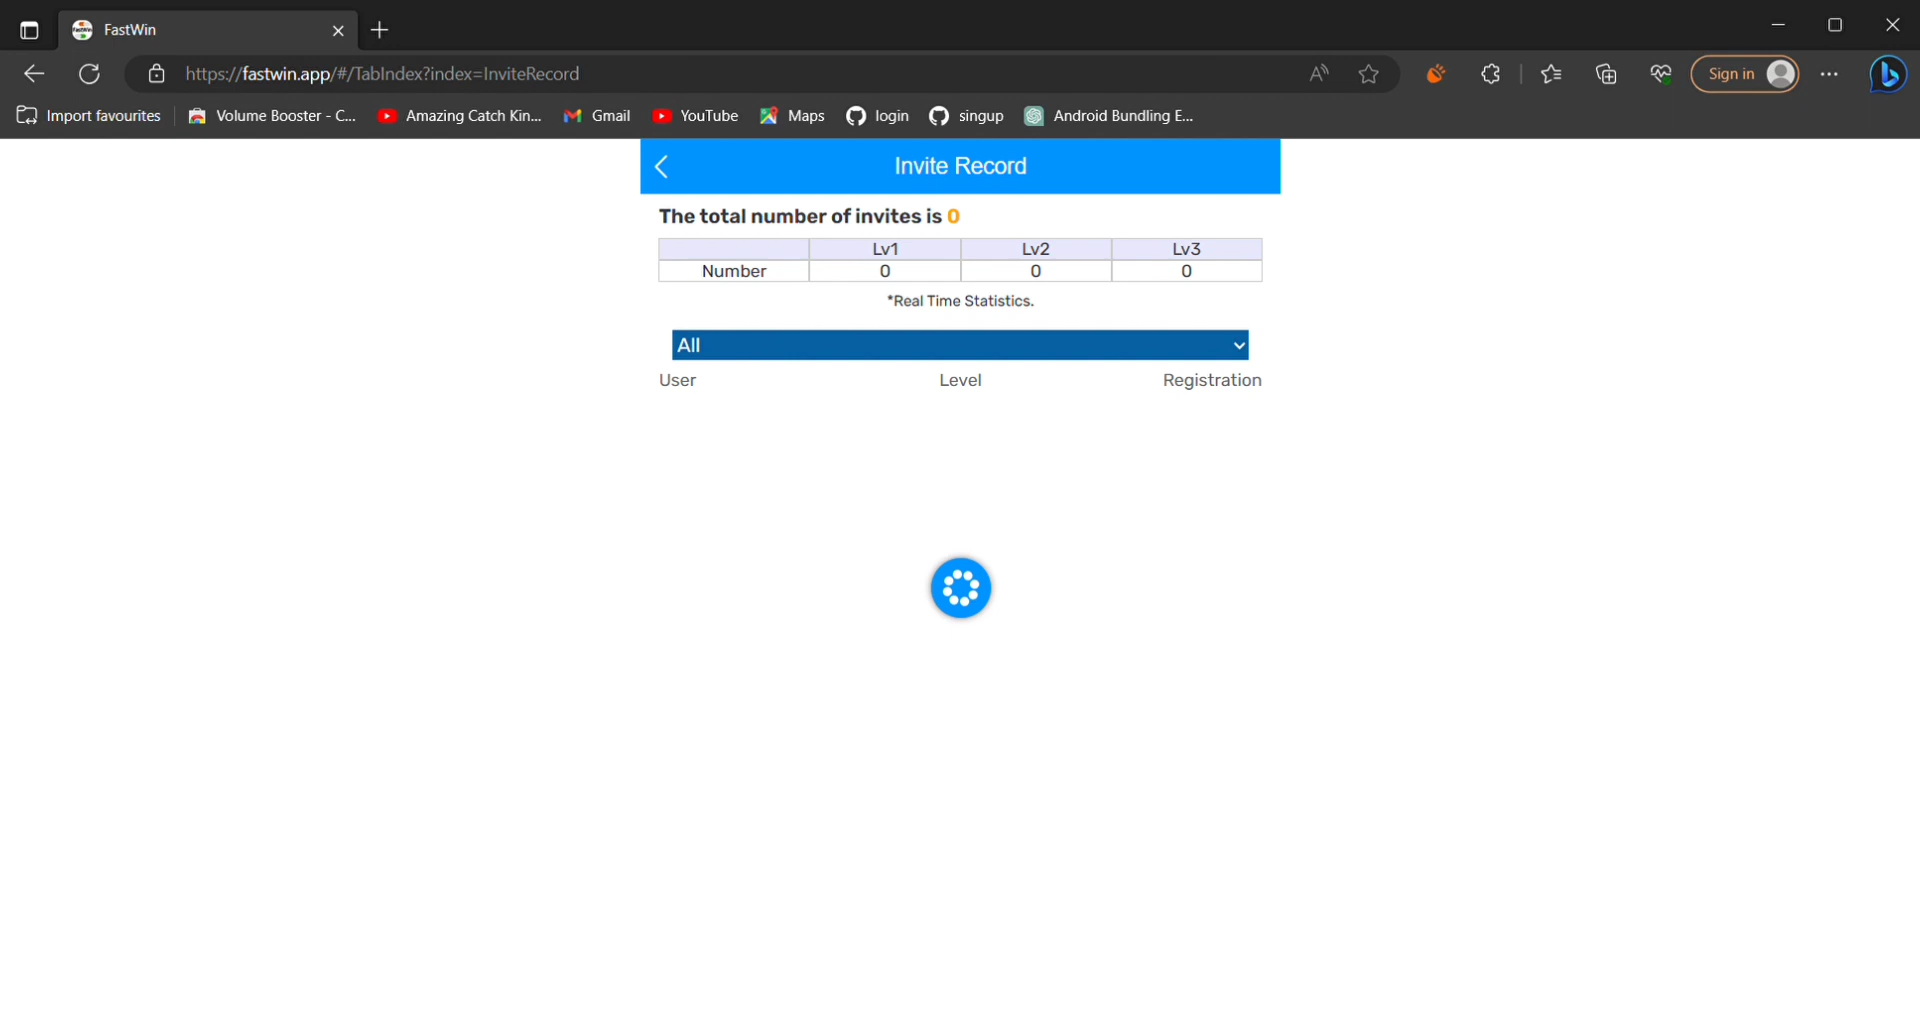 FastWin
https://fastwin.app/#/TabIndex?index=InviteRecord
Sign in
Import favourites
Volume Booster - C...
Amazing Catch Kin...
Gmail
YouTube
Maps
login
singup
Android Bundling E...
Invite Record
The total number of invites is 0
Lv1 Lv2 Lv3
Number 0 0 0
*Real Time Statistics.
All
User Level Registration